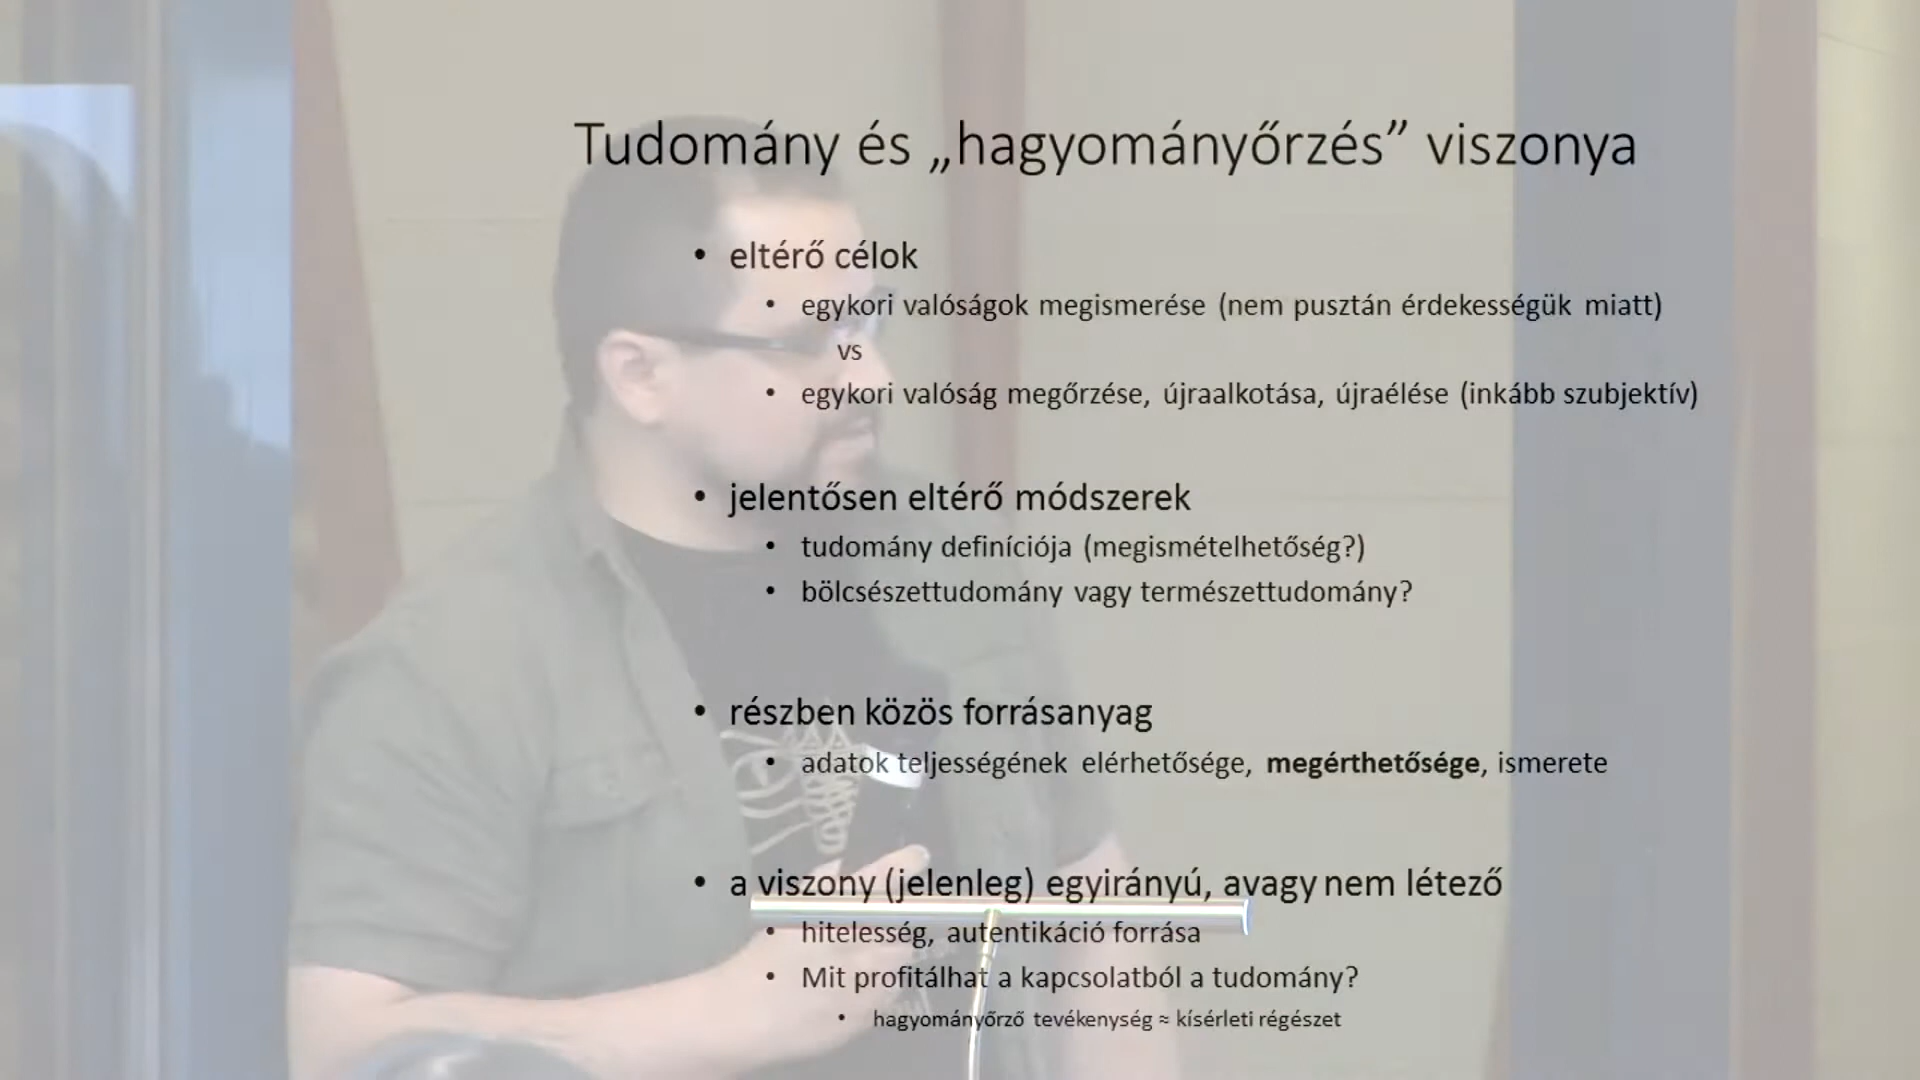 Tudomány és „hagyományőrzés” viszonya
• eltérő célok
• egykori valóságok megismerése (nem pusztán érdekességük miatt)
vs
• egykori valóság megőrzése, újraalkotása, újraélése (inkább szubjektív)
• jelentősen eltérő módszerek
• tudomány definíciója (megismételhetőség?)
• bölcsészettudomány vagy természettudomány?
• részben közös forrásanyag
• adatok teljességének elérhetősége, megérthetősége, ismerete
• a viszony (jelenleg) egyirányú, avagy nem létező
• hitelesség, autentikáció forrása
• Mit profitálhat a kapcsolatból a tudomány?
• hagyományőrző tevékenység ≈ kísérleti régészet